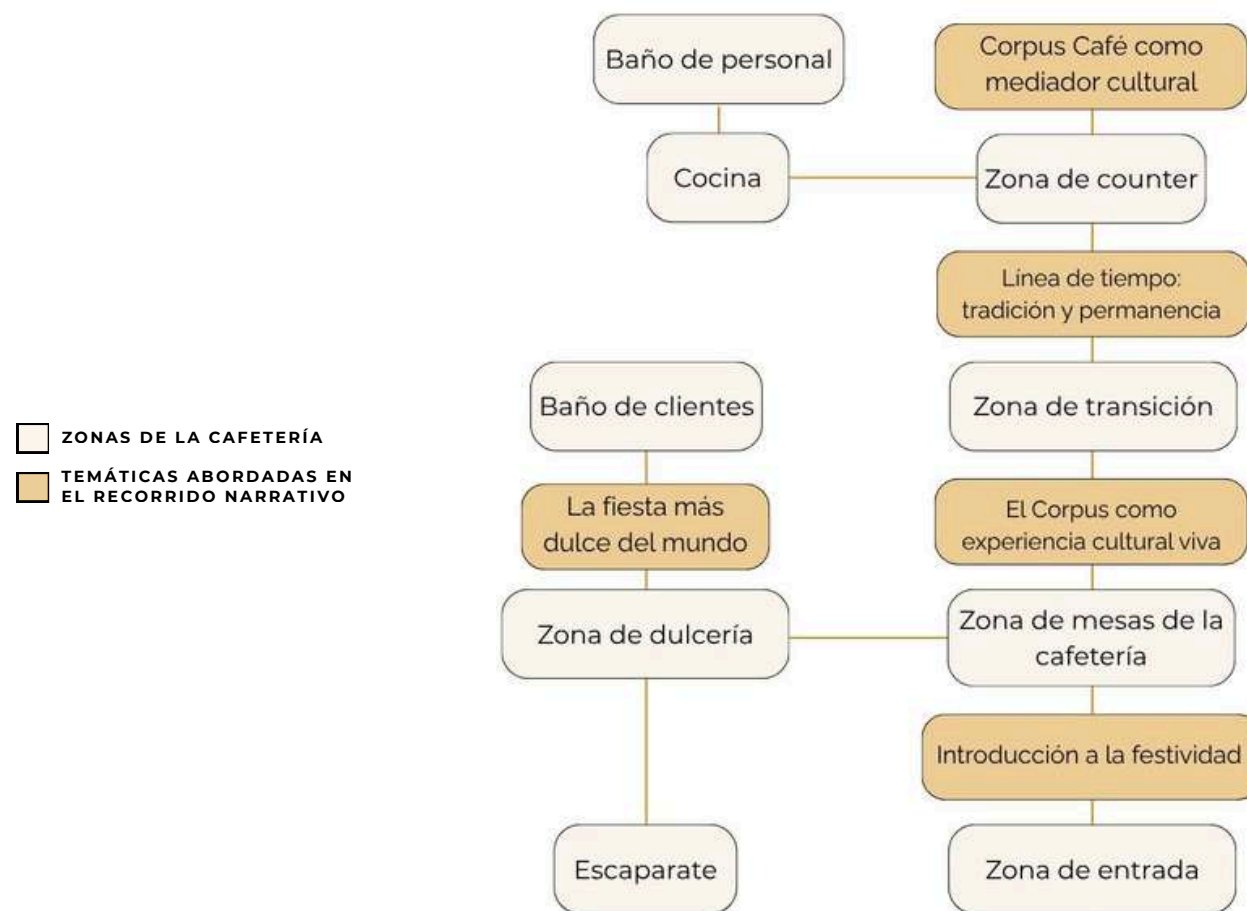 Baño de personal
Corpus Café como
mediador cultural
Cocina
Zona de counter
Línea de tiempo:
tradición y permanencia
Baño de clientes
Zona de transición
ZONAS DE LA CAFETERÍA
TEMÁTICAS ABORDADAS EN
EL RECORRIDO NARRATIVO
La fiesta más
dulce del mundo
El Corpus como
experiencia cultural viva
Zona de dulcería
Zona de mesas de la
cafetería
Introducción a la festividad
Escaparate
Zona de entrada